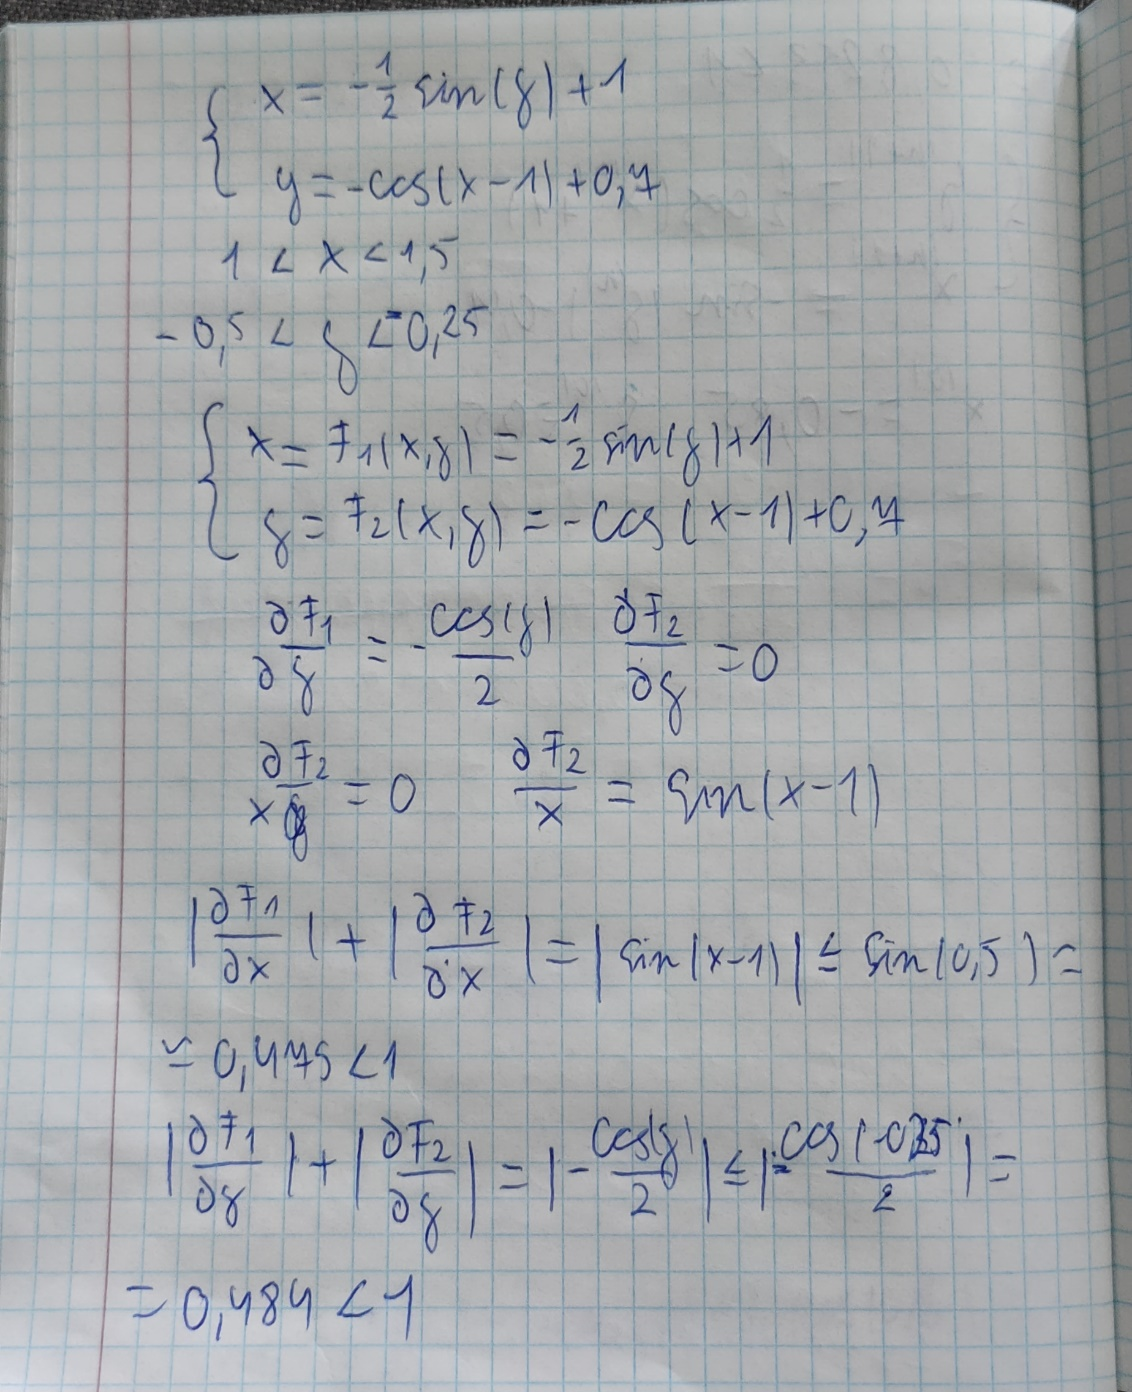 x = -1/2 sin(y) + 1
y = -cos(x-1) + 0,7
1 < x < 1,5
-0,5 < y < -0,25
x = F1(x,y) = -1/2 sin(y) + 1
y = F2(x,y) = -cos(x-1) + 0,7
∂F1/∂y = -cos(y)/2 ∂F2/∂y = 0
∂F2/x = 0 ∂F2/x = sin(x-1)
|∂F1/∂x| + |∂F2/∂x| = |sin(x-1)| ≤ sin(0,5) ≃
≃ 0,479 < 1
|∂F1/∂y| + |∂F2/∂y| = |-cos(y)/2| ≤ |-cos(-0,25)/2| =
= 0,484 < 1